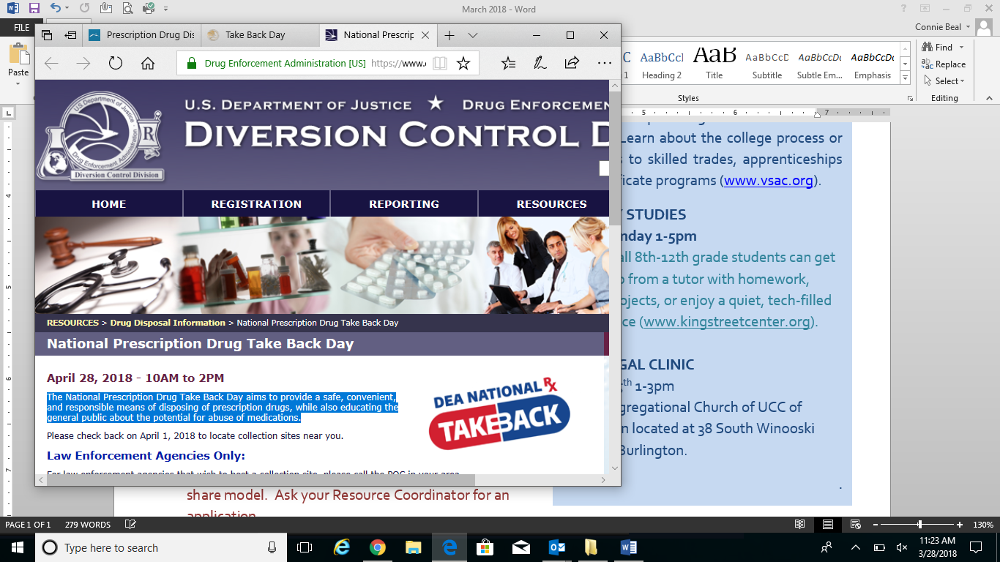 March 2018 - Word
FILE
Connie Beal
Prescription Drug Dis
Take Back Day
National Prescrip
Drug Enforcement Administration [US] https://www.
Paste
AaBbCcI AaB AaBbCcD AaBbCcDc AaBbCcDc
1 Heading 2 Title Subtitle Subtle Em... Emphasis
Styles
Find
Replace
Select
Editing
U.S. Department of Justice ★ Drug Enforcemen
Diversion Control D
U.S. Department of Justice
Drug Enforcement Administration
R
Diversion Control Division
HOME REGISTRATION REPORTING RESOURCES
RESOURCES > Drug Disposal Information > National Prescription Drug Take Back Day
National Prescription Drug Take Back Day
April 28, 2018 - 10AM to 2PM
The National Prescription Drug Take Back Day aims to provide a safe, convenient,
and responsible means of disposing of prescription drugs, while also educating the
general public about the potential for abuse of medications.
Please check back on April 1, 2018 to locate collection sites near you.
Law Enforcement Agencies Only:
For law enforcement agencies that wish to host a collection site, please call the POC in your area
DEA NATIONAL Rx
TAKEBACK
5 6 7
4
5
6
7
Learn about the college process or
s to skilled trades, apprenticeships
ficate programs (www.vsac.org).
Y STUDIES
nday 1-5pm
all 8th-12th grade students can get
p from a tutor with homework,
ojects, or enjoy a quiet, tech-filled
ce (www.kingstreetcenter.org).
GAL CLINIC
th 1-3pm
gregational Church of UCC of
n located at 38 South Winooski
Burlington.
.
share model. Ask your Resource Coordinator for an
application
PAGE 1 OF 1 279 WORDS
130%
Type here to search
11:23 AM
3/28/2018